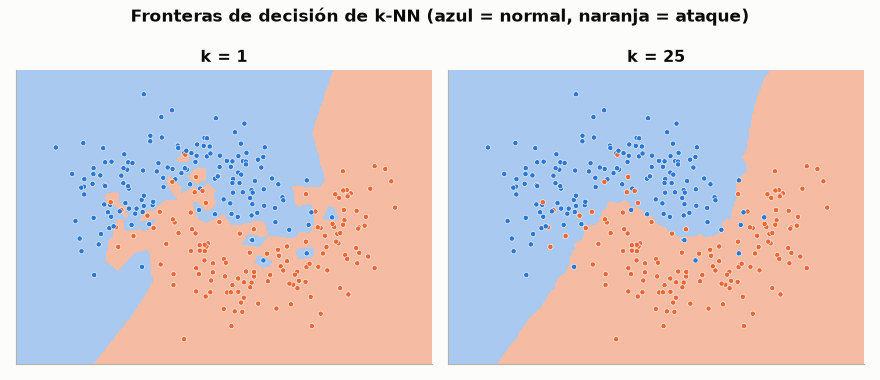 Fronteras de decisión de k-NN (azul = normal, naranja = ataque)
k = 1
k = 25